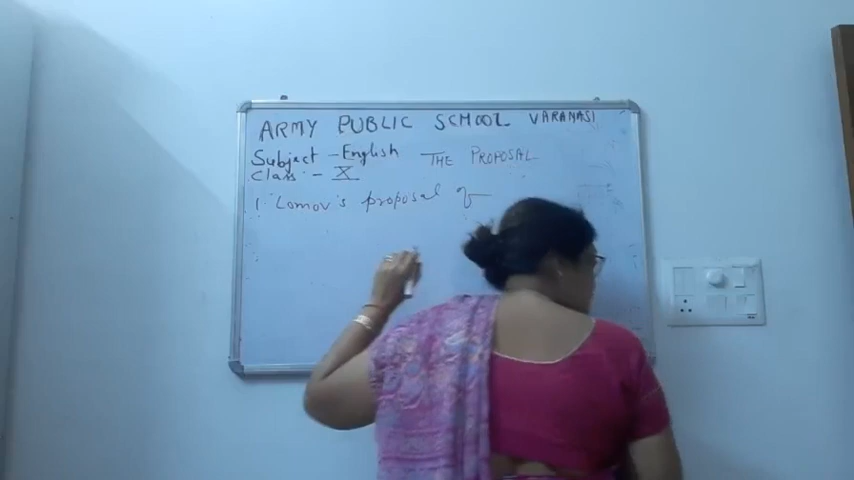 ARMY PUBLIC SCHOOL VARANASI
Subject - English THE PROPOSAL
Class - X
1. Lomov's proposal of